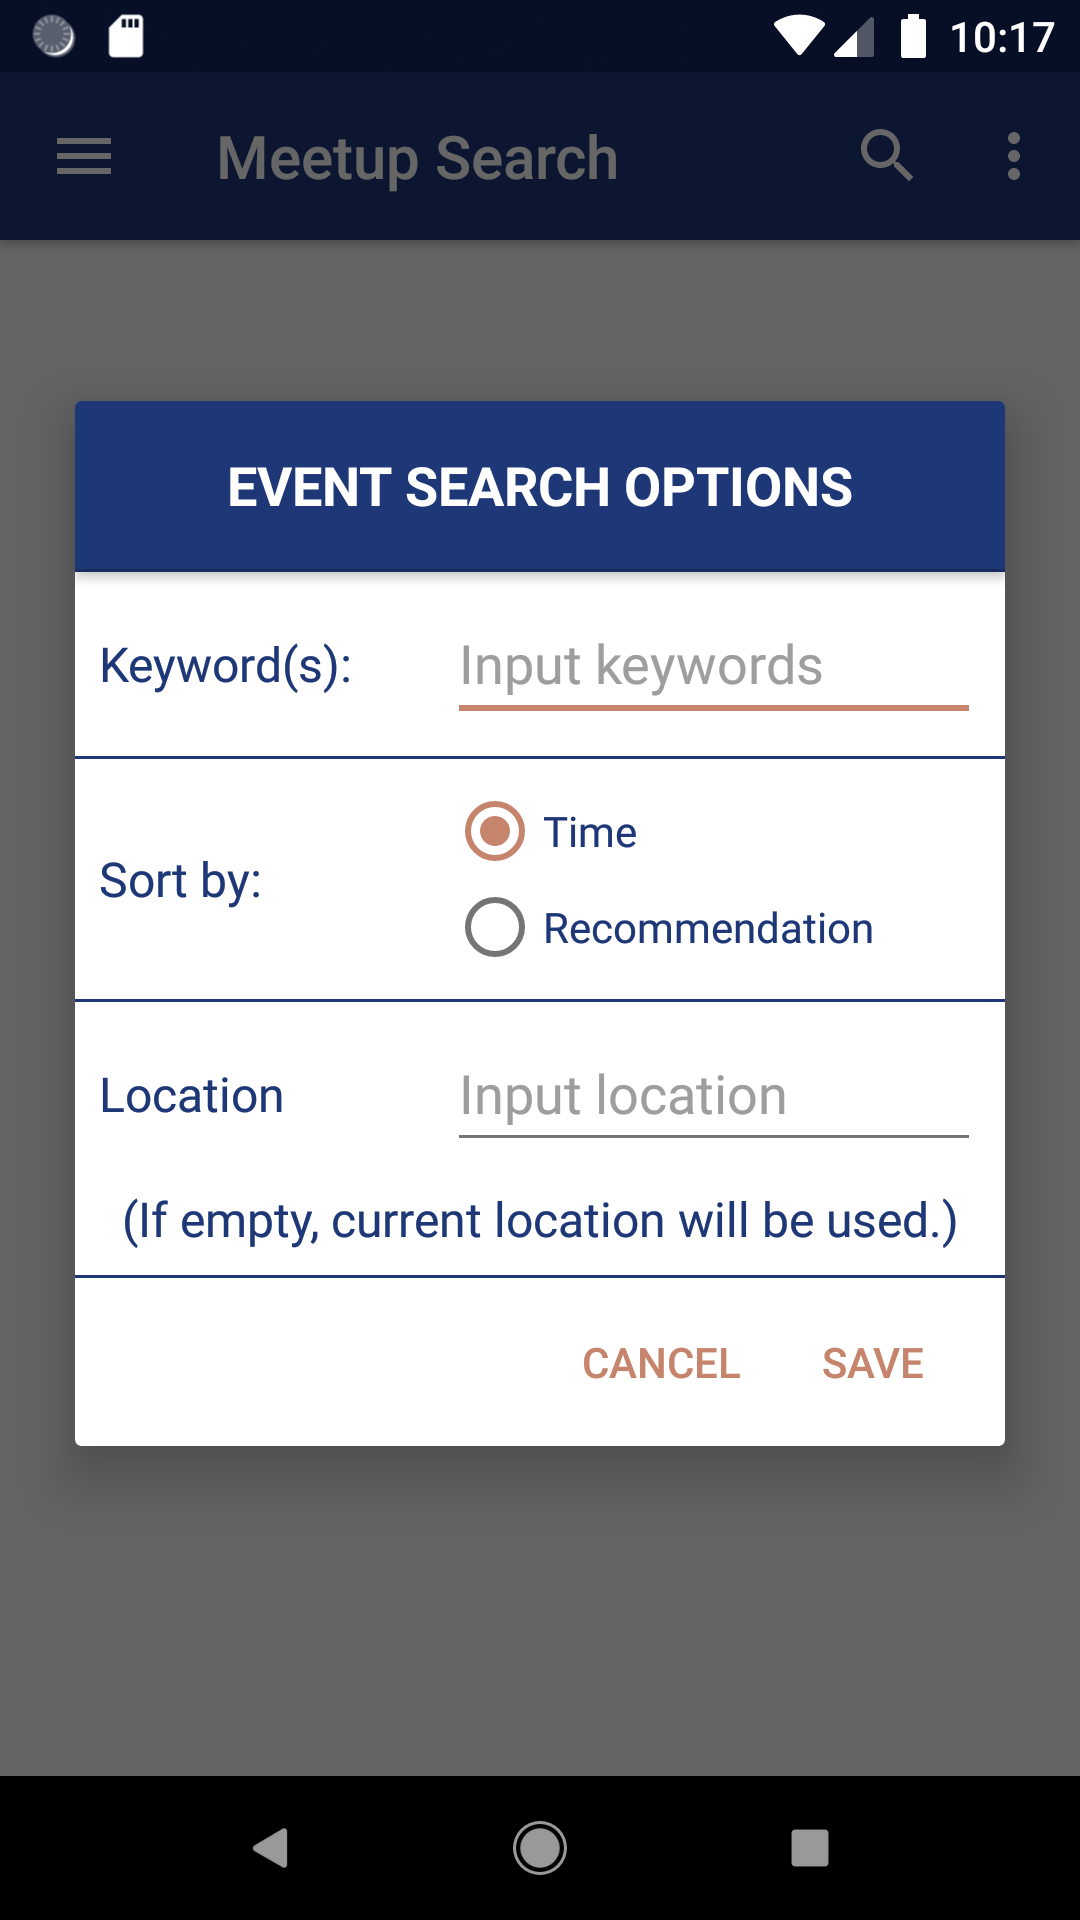 10:17
Meetup Search
EVENT SEARCH OPTIONS
Keyword(s): Input keywords
Sort by:
Time
Recommendation
Location Input location
(If empty, current location will be used.)
CANCEL SAVE